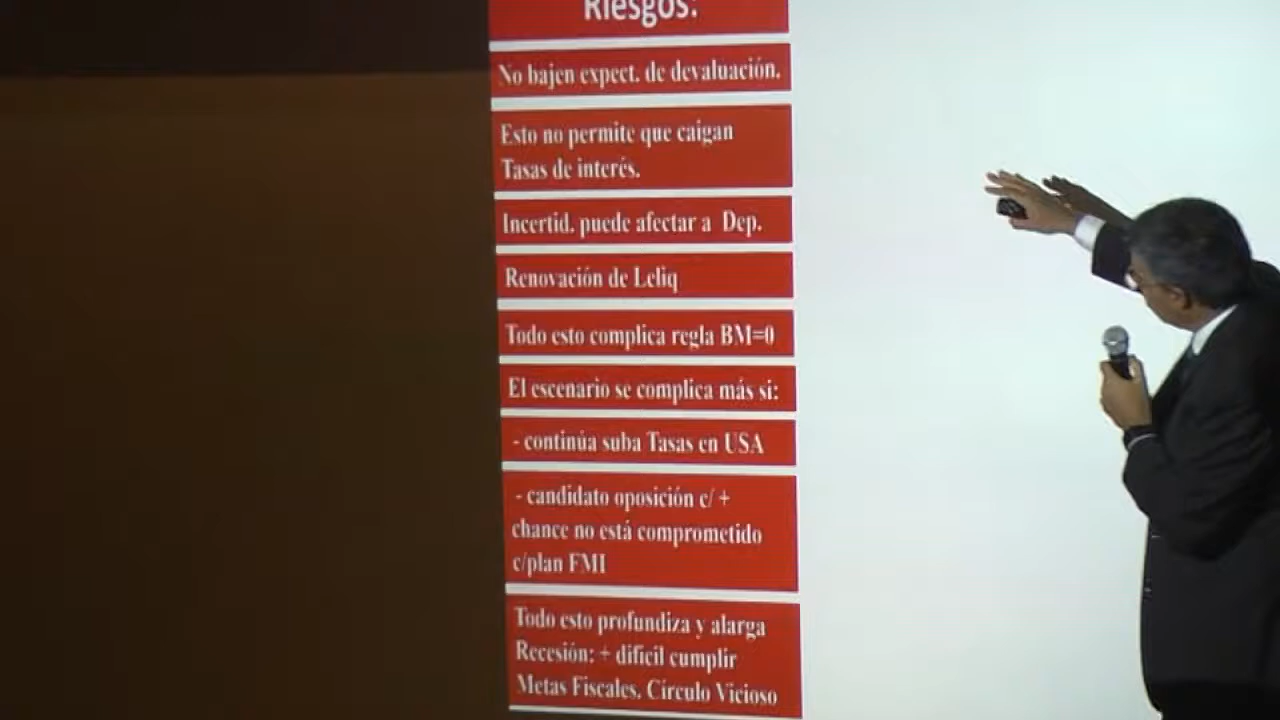 Riesgos:
No bajen expect. de devaluación.
Esto no permite que caigan
Tasas de interés.
Incertid. puede afectar a Dep.
Renovación de Leliq
Todo esto complica regla BM=0
El escenario se complica más si:
- continúa suba Tasas en USA
- candidato oposición c/ +
chance no está comprometido
c/plan FMI
Todo esto profundiza y alarga
Recesión; + difícil cumplir
Metas Fiscales. Círculo Vicioso